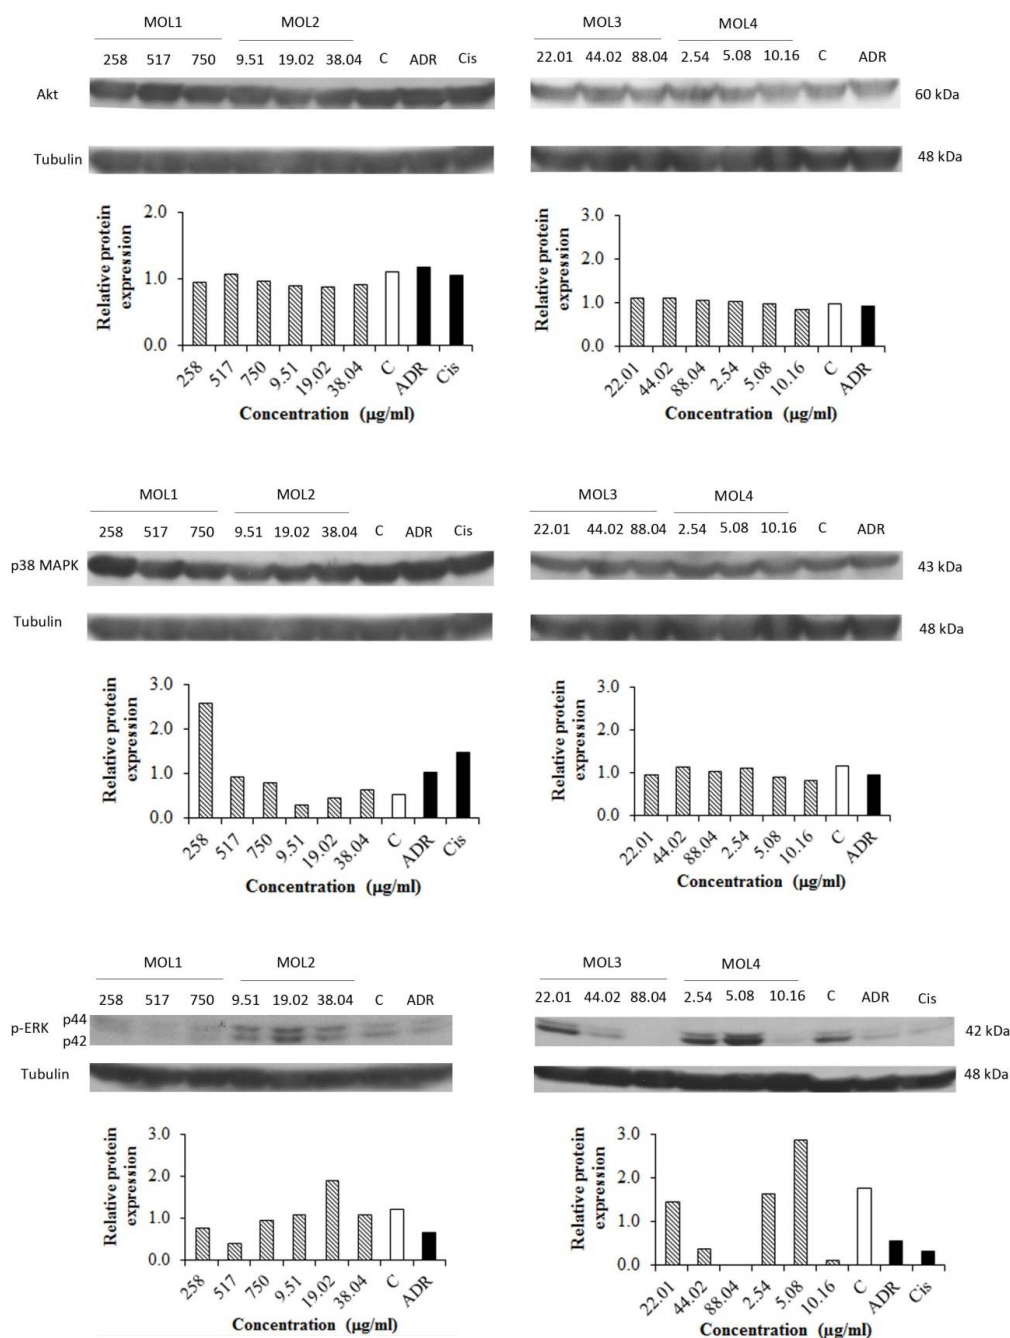 MOL1 MOL2
258 517 750 9.51 19.02 38.04 C ADR Cis
Akt
Tubulin
MOL3 MOL4
22.01 44.02 88.04 2.54 5.08 10.16 C ADR
60 kDa
48 kDa
Relative protein
expression
2.0
1.0
0.0
258 517 750 9.51 19.02 38.04 C ADR Cis
Concentration (µg/ml)
Relative protein
expression
3.0
2.0
1.0
0.0
22.01 44.02 88.04 2.54 5.08 10.16 C ADR
Concentration (µg/ml)
MOL1 MOL2
258 517 750 9.51 19.02 38.04 C ADR Cis
p38 MAPK
Tubulin
MOL3 MOL4
22.01 44.02 88.04 2.54 5.08 10.16 C ADR
43 kDa
48 kDa
Relative protein
expression
3.0
2.0
1.0
0.0
258 517 750 9.51 19.02 38.04 C ADR Cis
Concentration (µg/ml)
Relative protein
expression
3.0
2.0
1.0
0.0
22.01 44.02 88.04 2.54 5.08 10.16 C ADR
Concentration (µg/ml)
MOL1 MOL2
258 517 750 9.51 19.02 38.04 C ADR
p-ERK
p44
p42
Tubulin
MOL3 MOL4
22.01 44.02 88.04 2.54 5.08 10.16 C ADR Cis
42 kDa
48 kDa
Relative protein
expression
3.0
2.0
1.0
0.0
258 517 750 9.51 19.02 38.04 C ADR
Concentration (µg/ml)
Relative protein
expression
3.0
2.0
1.0
0.0
22.01 44.02 88.04 2.54 5.08 10.16 C ADR Cis
Concentration (µg/ml)